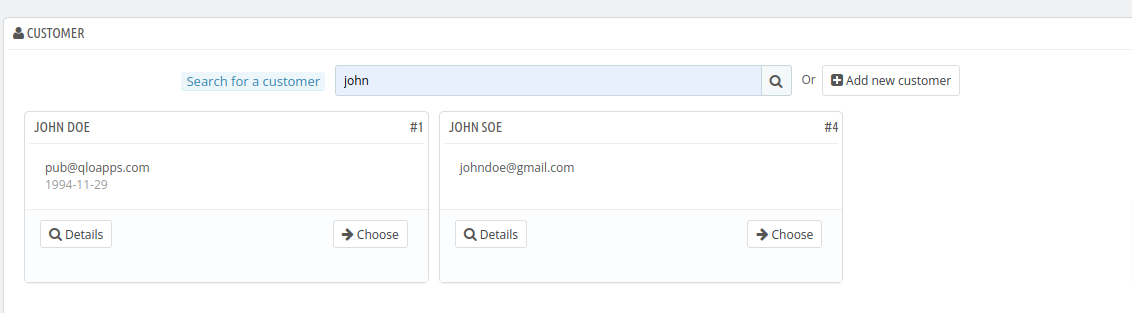 CUSTOMER
Search for a customer john Or Add new customer
JOHN DOE #1
pub@qloapps.com
1994-11-29
Details Choose
JOHN SOE #4
johndoe@gmail.com
Details Choose